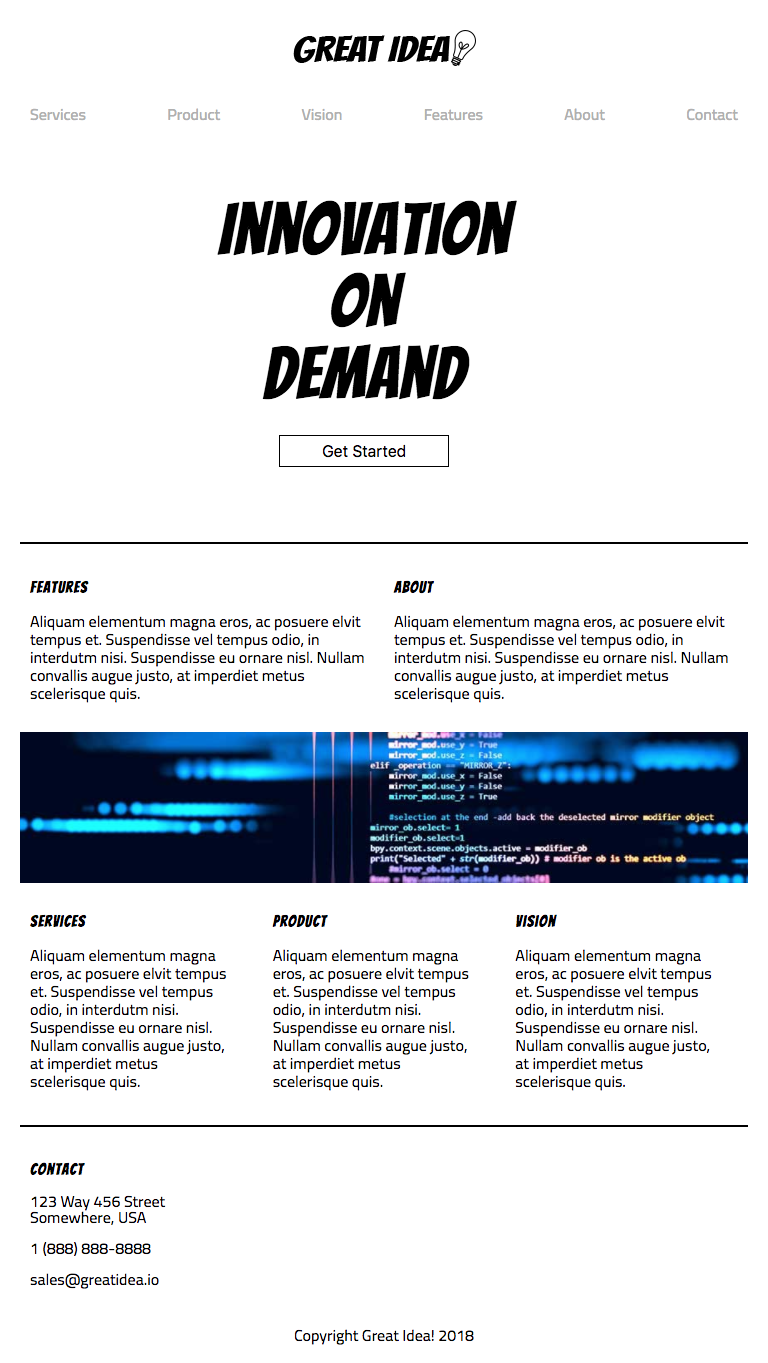 GREAT IDEA
Services Product Vision Features About Contact
INNOVATION
ON
DEMAND
Get Started
FEATURES
Aliquam elementum magna eros, ac posuere elvit
tempus et. Suspendisse vel tempus odio, in
interdutm nisi. Suspendisse eu ornare nisl. Nullam
convallis augue justo, at imperdiet metus
scelerisque quis.
ABOUT
Aliquam elementum magna eros, ac posuere elvit
tempus et. Suspendisse vel tempus odio, in
interdutm nisi. Suspendisse eu ornare nisl. Nullam
convallis augue justo, at imperdiet metus
scelerisque quis.
mirror_mod.use_x = False
mirror_mod.use_y = True
mirror_mod.use_z = False
elif _operation == "MIRROR_Z":
mirror_mod.use_x = False
mirror_mod.use_y = False
mirror_mod.use_z = True
#selection at the end -add back the deselected mirror modifier object
mirror_ob.select= 1
modifier_ob.select=1
bpy.context.scene.objects.active = modifier_ob
print("Selected" + str(modifier_ob)) # modifier ob is the active ob
#mirror_ob.select = 0
= bpy.context.selected_objects[0]
SERVICES
Aliquam elementum magna
eros, ac posuere elvit tempus
et. Suspendisse vel tempus
odio, in interdutm nisi.
Suspendisse eu ornare nisl.
Nullam convallis augue justo,
at imperdiet metus
scelerisque quis.
PRODUCT
Aliquam elementum magna
eros, ac posuere elvit tempus
et. Suspendisse vel tempus
odio, in interdutm nisi.
Suspendisse eu ornare nisl.
Nullam convallis augue justo,
at imperdiet metus
scelerisque quis.
VISION
Aliquam elementum magna
eros, ac posuere elvit tempus
et. Suspendisse vel tempus
odio, in interdutm nisi.
Suspendisse eu ornare nisl.
Nullam convallis augue justo,
at imperdiet metus
scelerisque quis.
CONTACT
123 Way 456 Street
Somewhere, USA
1 (888) 888-8888
sales@greatidea.io
Copyright Great Idea! 2018